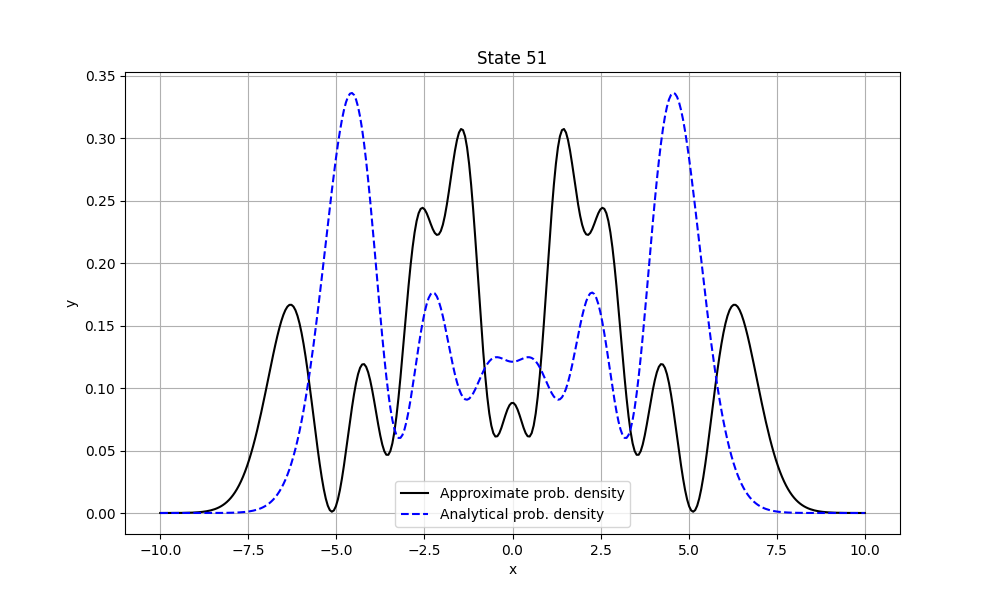 State 51
0.35
0.30
0.25
0.20
0.15
0.10
0.05
0.00
y
Approximate prob. density
Analytical prob. density
−10.0 −7.5 −5.0 −2.5 0.0 2.5 5.0 7.5 10.0
x